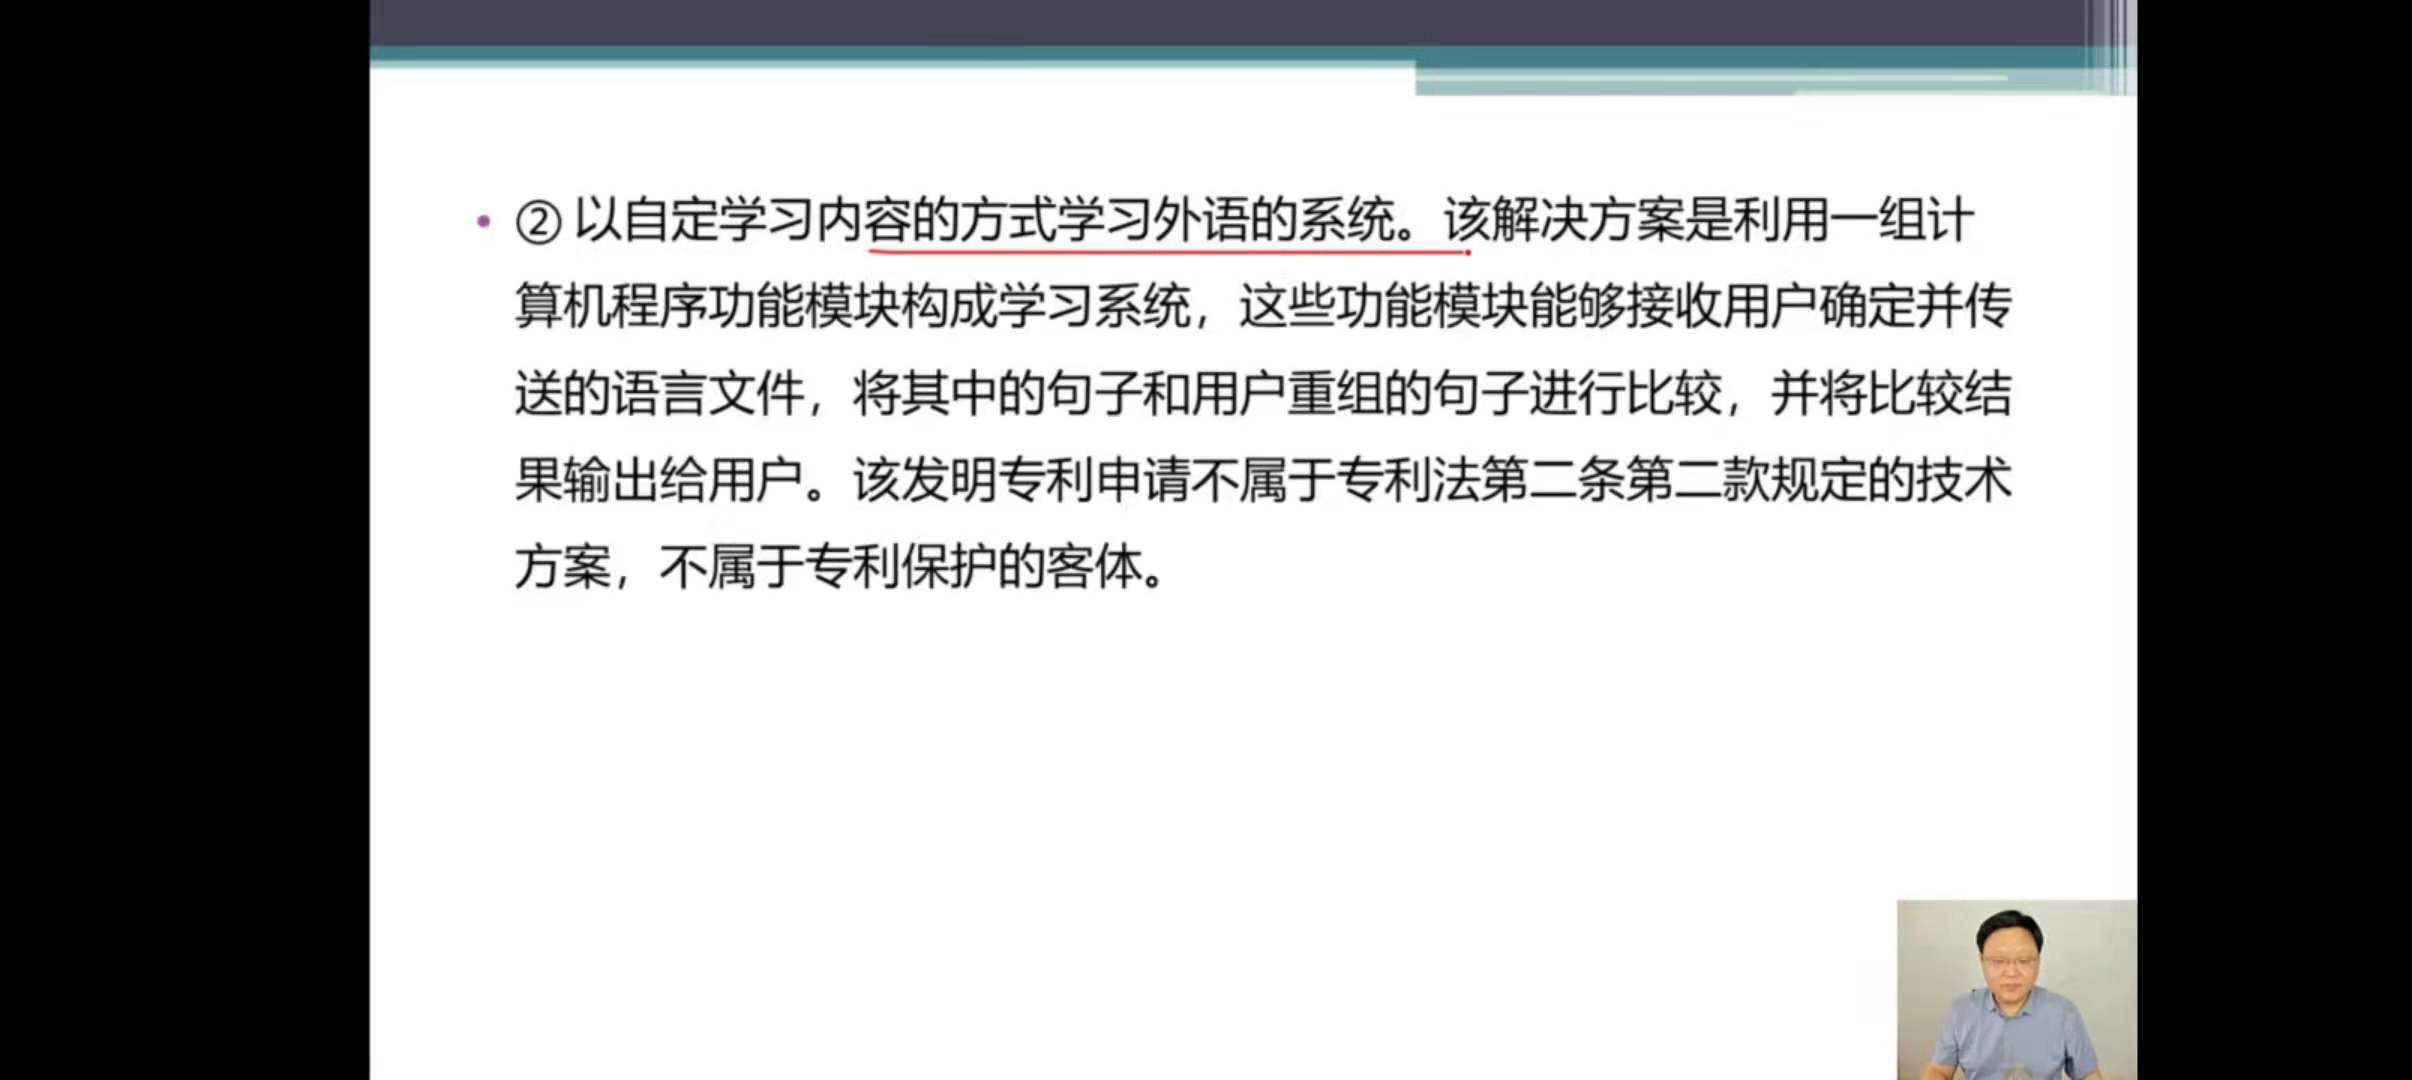 • ② 以自定学习内容的方式学习外语的系统。该解决方案是利用一组计
算机程序功能模块构成学习系统，这些功能模块能够接收用户确定并传
送的语言文件，将其中的句子和用户重组的句子进行比较，并将比较结
果输出给用户。该发明专利申请不属于专利法第二条第二款规定的技术
方案，不属于专利保护的客体。